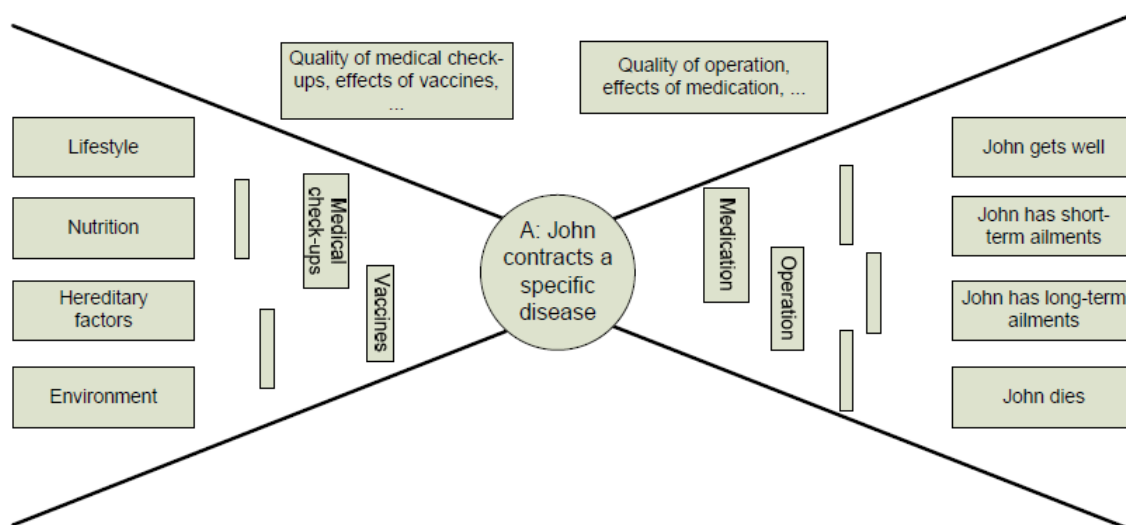 Quality of medical check-
ups, effects of vaccines,
...
Quality of operation,
effects of medication, ...
Lifestyle
Nutrition
Hereditary
factors
Environment
Medical
check-ups
Vaccines
A: John
contracts a
specific
disease
Medication
Operation
John gets well
John has short-
term ailments
John has long-term
ailments
John dies